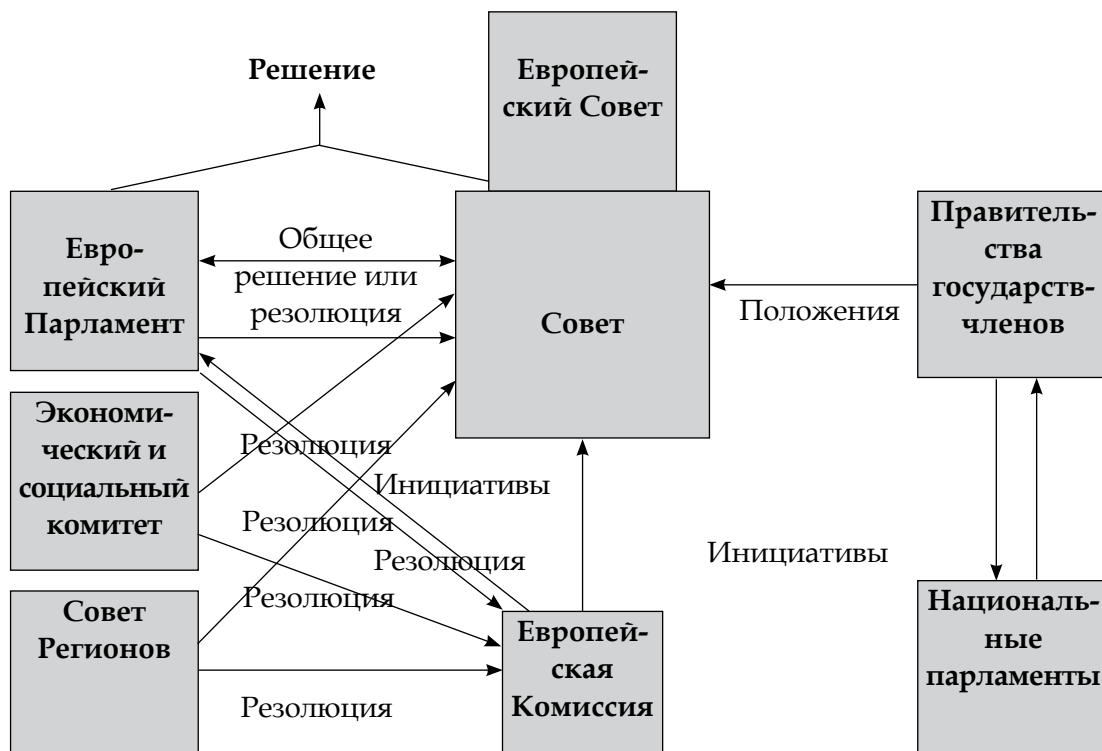 Решение
Европей-
ский Совет
Евро-
пейский
Парламент
Общее
решение или
резолюция
Совет
Положения
Правитель-
ства
государств-
членов
Экономи-
ческий и
социальный
комитет
Резолюция
Инициативы
Резолюция
Резолюция
Инициативы
Резолюция
Совет
Регионов
Резолюция
Европей-
ская
Комиссия
Националь-
ные
парламенты